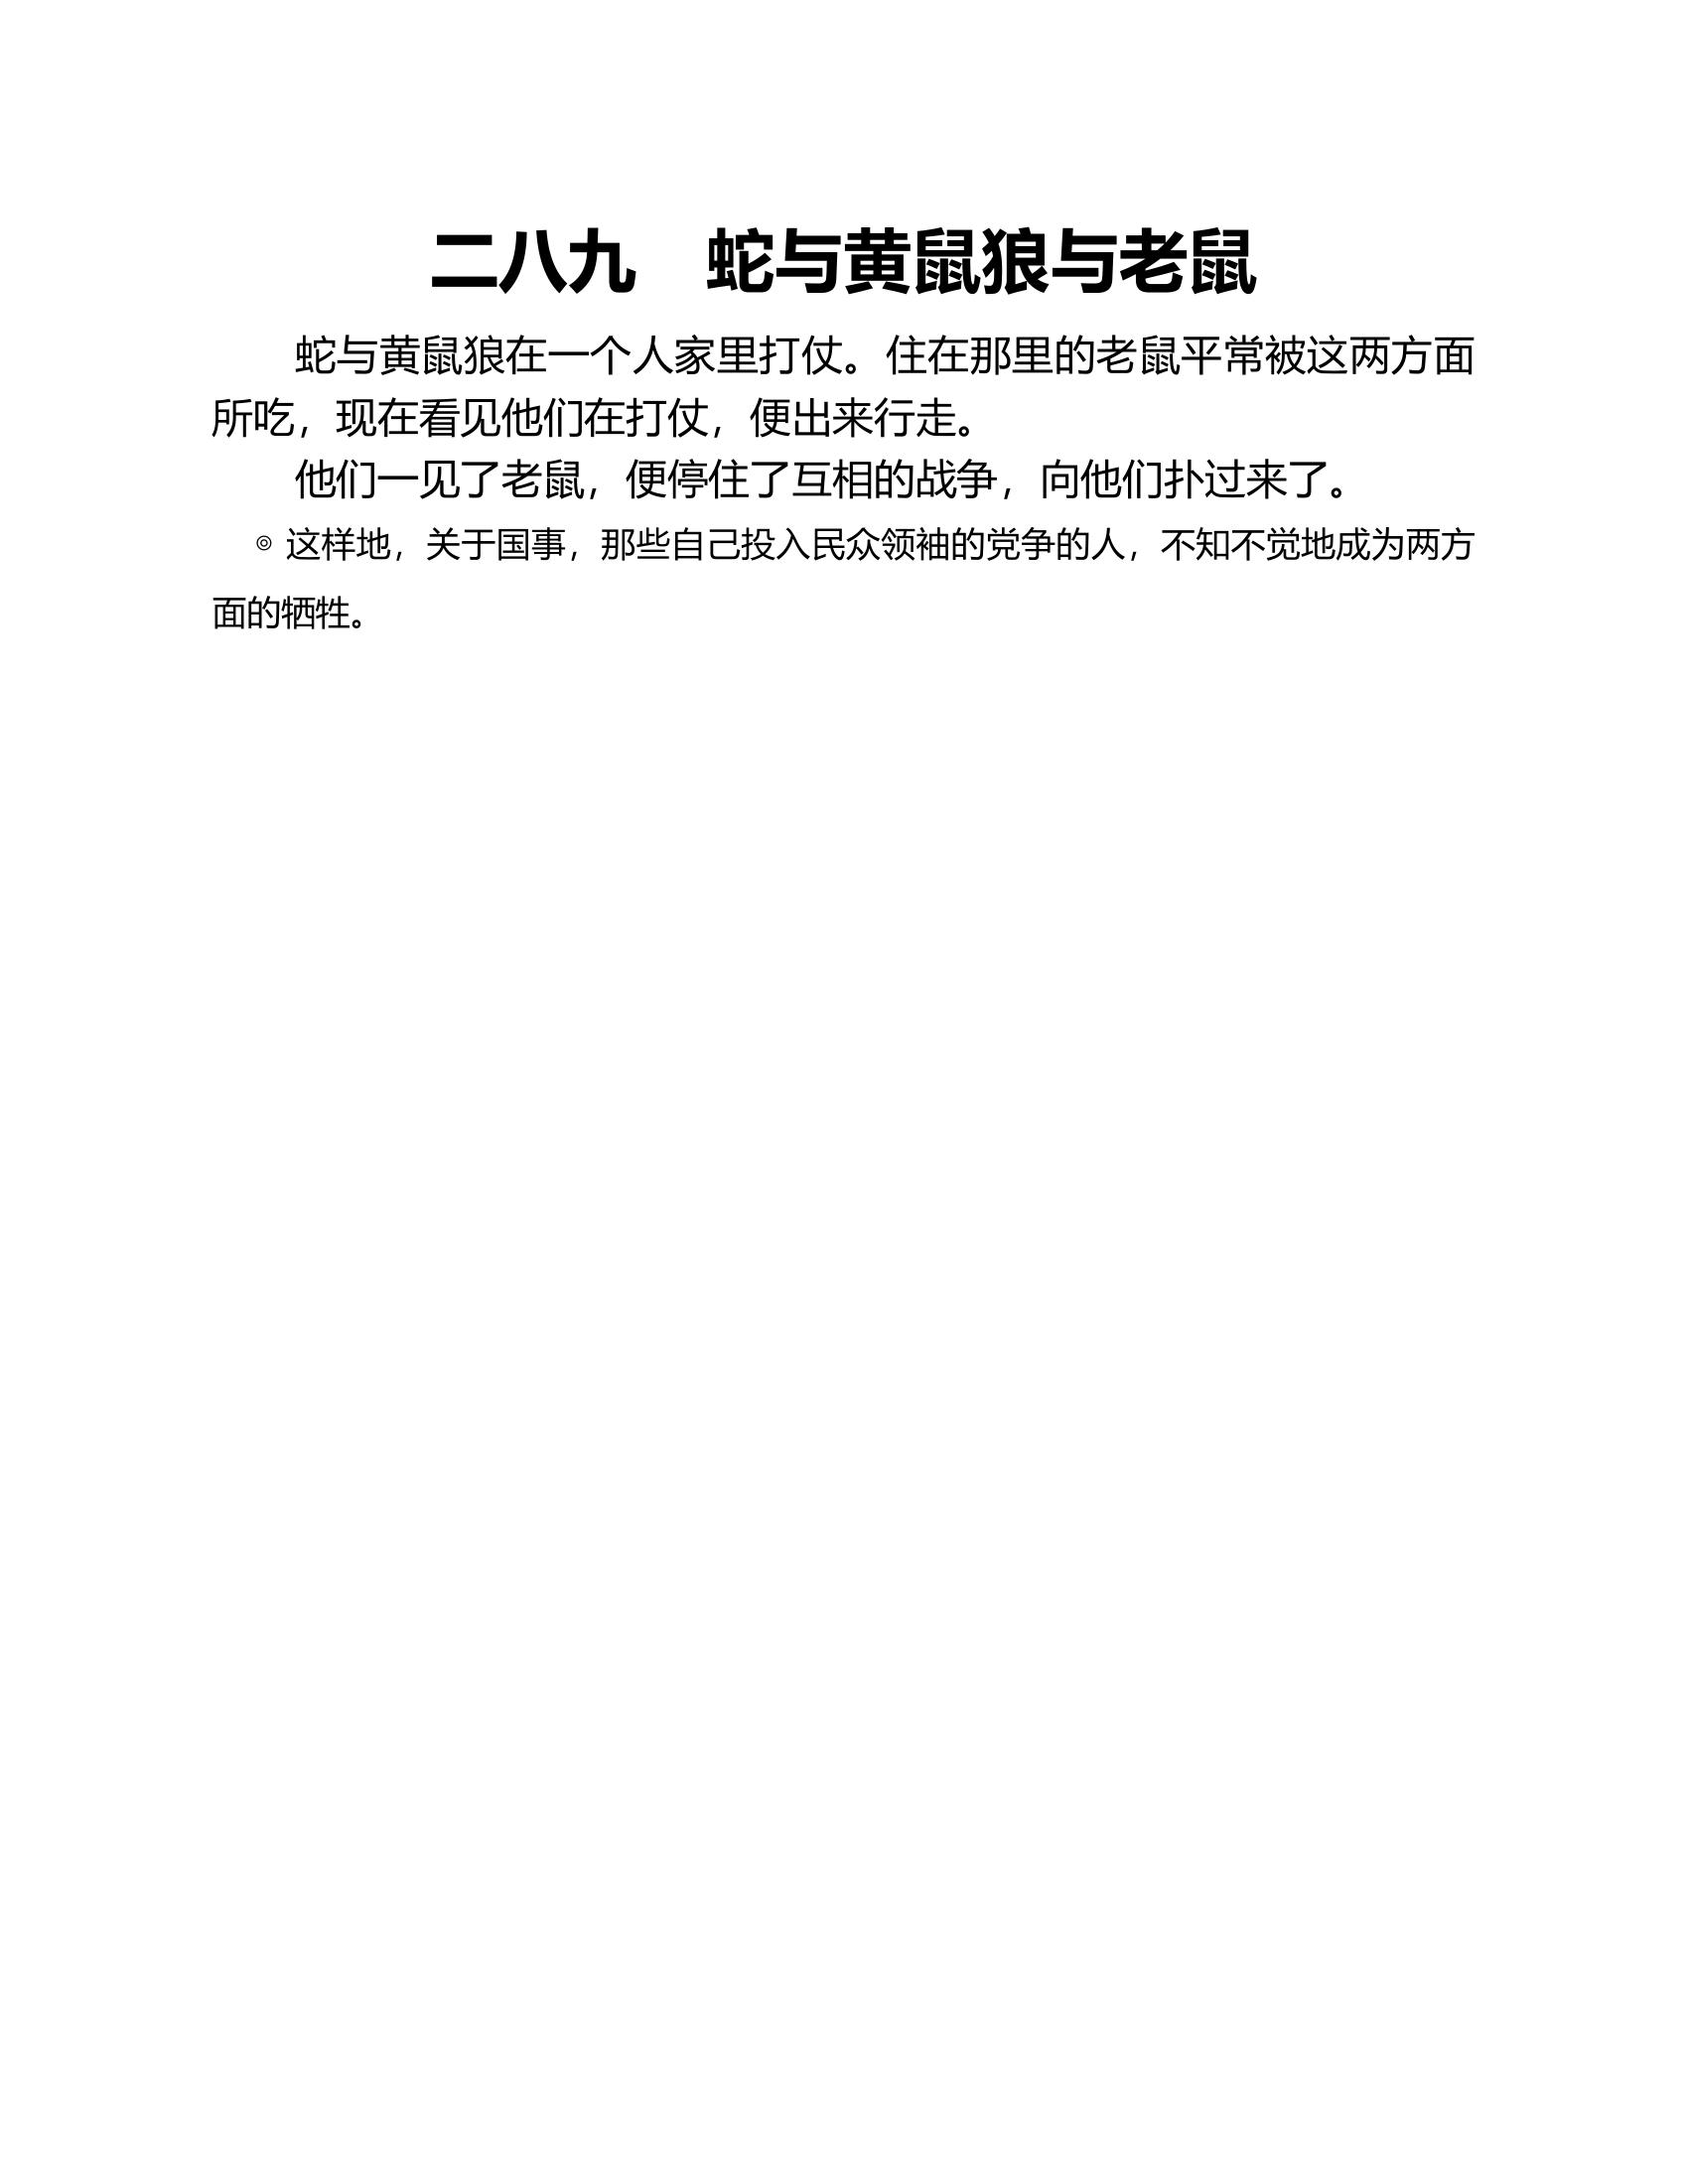 二八九　蛇与黄鼠狼与老鼠
蛇与黄鼠狼在一个人家里打仗。住在那里的老鼠平常被这两方面
所吃，现在看见他们在打仗，便出来行走。
他们一见了老鼠，便停住了互相的战争，向他们扑过来了。
◎ 这样地，关于国事，那些自己投入民众领袖的党争的人，不知不觉地成为两方
面的牺牲。